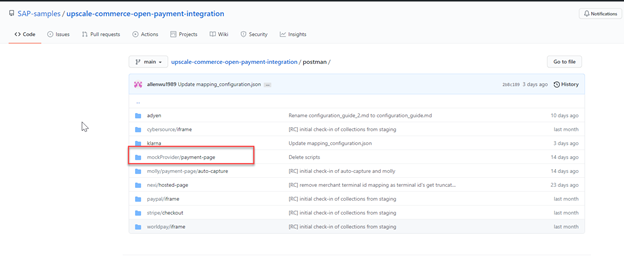 SAP-samples / upscale-commerce-open-payment-integration
Notifications
Code Issues Pull requests Actions Projects Wiki Security Insights
main upscale-commerce-open-payment-integration / postman / Go to file
allenwu1989 Update mapping_configuration.json ... 3 days ago History
..
adyen Rename configuration_guide_2.md to configuration_guide.md 10 days ago
cybersource/iframe [RC] initial check-in of collections from staging last month
klarna Update mapping_configuration.json 3 days ago
mockProvider/payment-page Delete scripts 14 days ago
molly/payment-page/auto-capture [RC] initial check-in of auto-capture and molly 14 days ago
nexi/hosted-page [RC] remove merchant terminal id mapping as terminal id's get truncat... 23 days ago
paypal/iframe [RC] initial check-in of collections from staging last month
stripe/checkout [RC] initial check-in of collections from staging last month
worldpay/iframe [RC] initial check-in of collections from staging last month